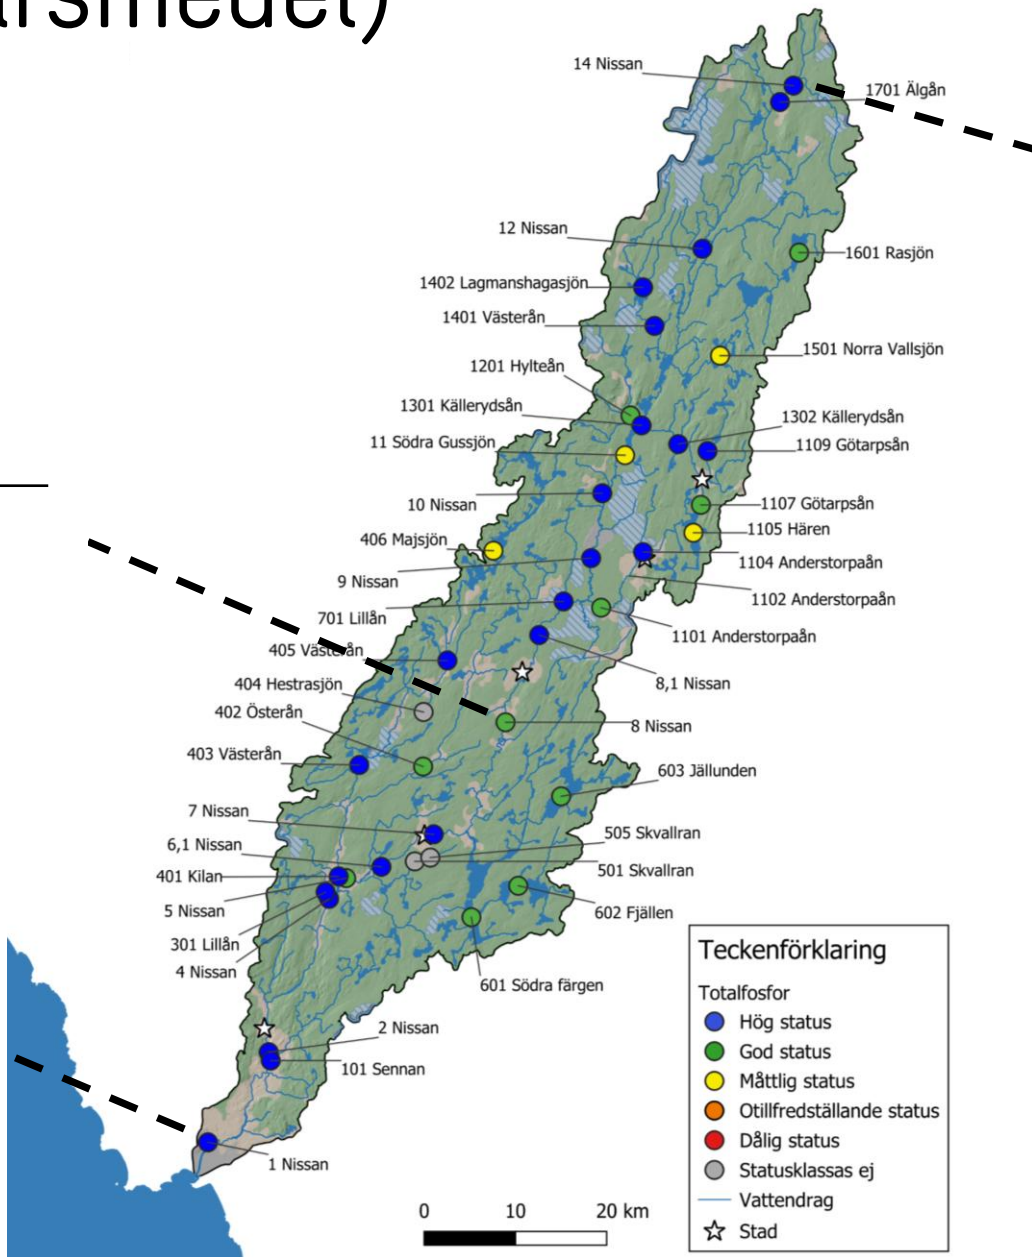 14 Nissan
1701 Älgån
12 Nissan
1601 Rasjön
1402 Lagmanshagasjön
1401 Västerån
1501 Norra Vallsjön
1201 Hylteån
1301 Källerydsån
1302 Källerydsån
11 Södra Gussjön
1109 Götarpsån
10 Nissan
1107 Götarpsån
1105 Hären
406 Majsjön
1104 Anderstorpaån
9 Nissan
1102 Anderstorpaån
701 Lillån
1101 Anderstorpaån
405 Västerån
8,1 Nissan
404 Hestrasjön
402 Österån
8 Nissan
403 Västerån
603 Jällunden
7 Nissan
505 Skvallran
6,1 Nissan
501 Skvallran
401 Kilan
5 Nissan
602 Fjällen
301 Lillån
4 Nissan
601 Södra färgen
2 Nissan
101 Sennan
1 Nissan
Teckenförklaring
Totalfosfor
Hög status
God status
Måttlig status
Otillfredställande status
Dålig status
Statusklassas ej
Vattendrag
Stad
0 10 20 km